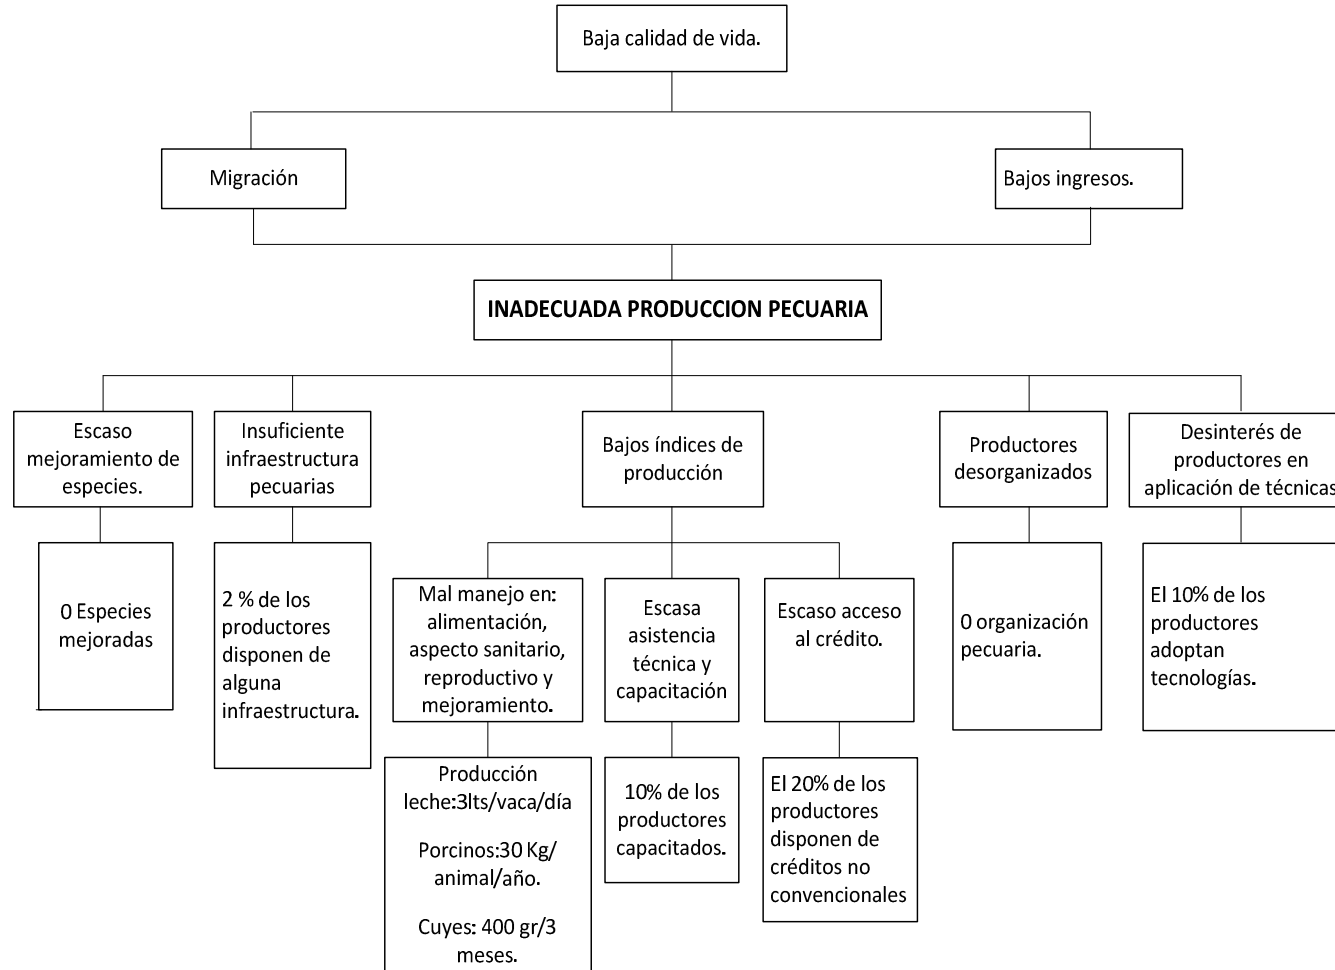 Baja calidad de vida.
Migración
Bajos ingresos.
INADECUADA PRODUCCION PECUARIA
Escaso
mejoramiento de
especies.
Insuficiente
infraestructura
pecuarias
Bajos índices de
producción
Productores
desorganizados
Desinterés de
productores en
aplicación de técnicas
0 Especies
mejoradas
2 % de los
productores
disponen de
alguna
infraestructura.
Mal manejo en:
alimentación,
aspecto sanitario,
reproductivo y
mejoramiento.
Escasa
asistencia
técnica y
capacitación
Escaso acceso
al crédito.
0 organización
pecuaria.
El 10% de los
productores
adoptan
tecnologías.
Producción
leche:3lts/vaca/día
Porcinos:30 Kg/
animal/año.
Cuyes: 400 gr/3
meses.
10% de los
productores
capacitados.
El 20% de los
productores
disponen de
créditos no
convencionales